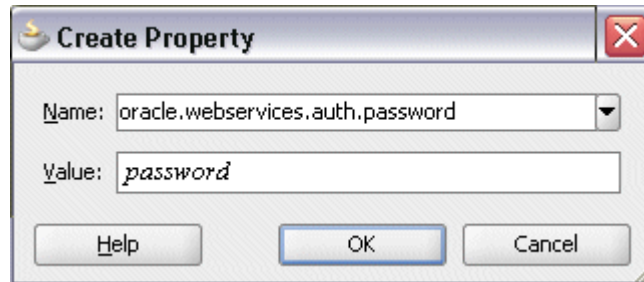 Create Property
Name: oracle.webservices.auth.password
Value: password
Help OK Cancel